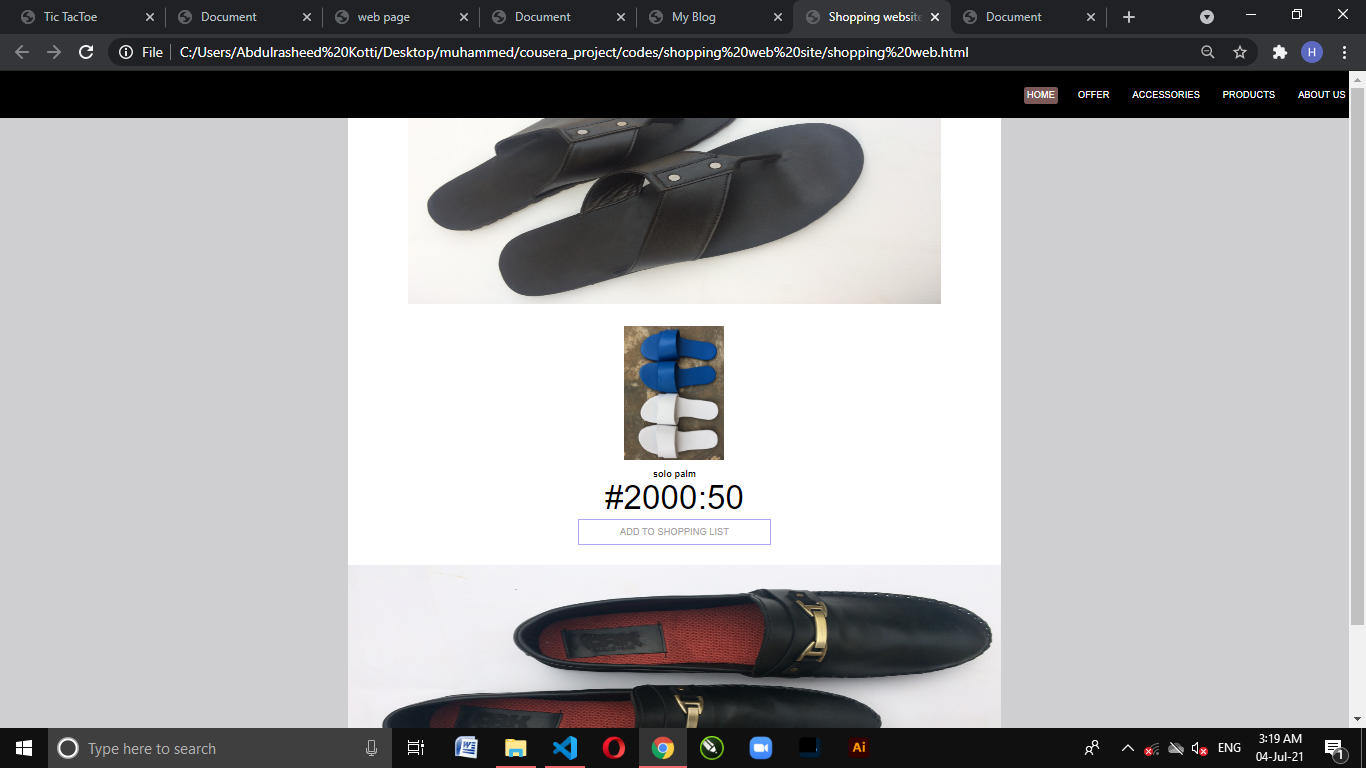 Tic TacToe
Document
web page
Document
My Blog
Shopping website
Document
File
C:/Users/Abdulrasheed%20Kotti/Desktop/muhammed/cousera_project/codes/shopping%20web%20site/shopping%20web.html
H
HOME OFFER ACCESSORIES PRODUCTS ABOUT US
solo palm
#2000:50
ADD TO SHOPPING LIST
Type here to search
W
Ai
ENG
3:19 AM
04-Jul-21
1